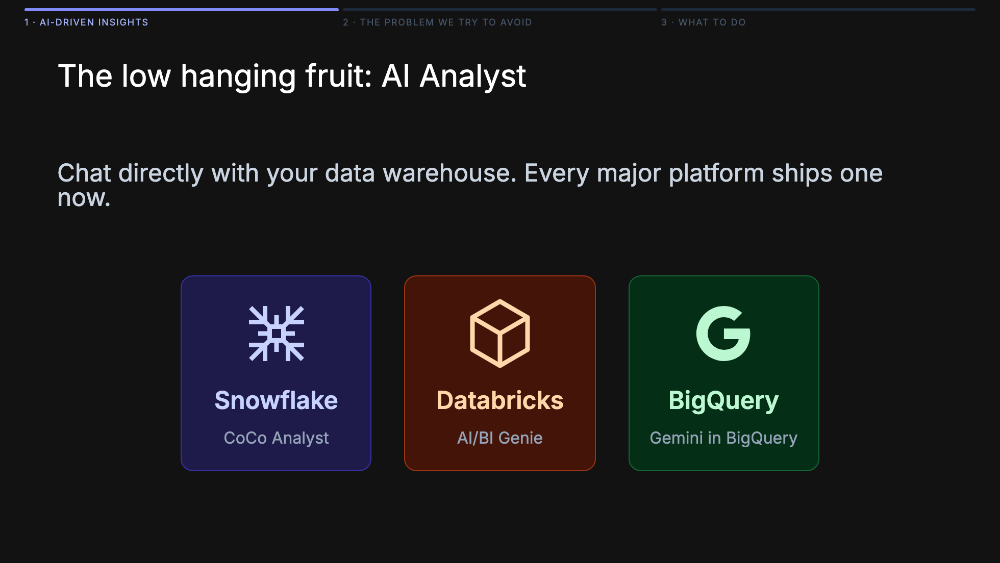 1 · AI-DRIVEN INSIGHTS
2 · THE PROBLEM WE TRY TO AVOID
3 · WHAT TO DO
The low hanging fruit: AI Analyst
Chat directly with your data warehouse. Every major platform ships one
now.
Snowflake
CoCo Analyst
Databricks
AI/BI Genie
BigQuery
Gemini in BigQuery